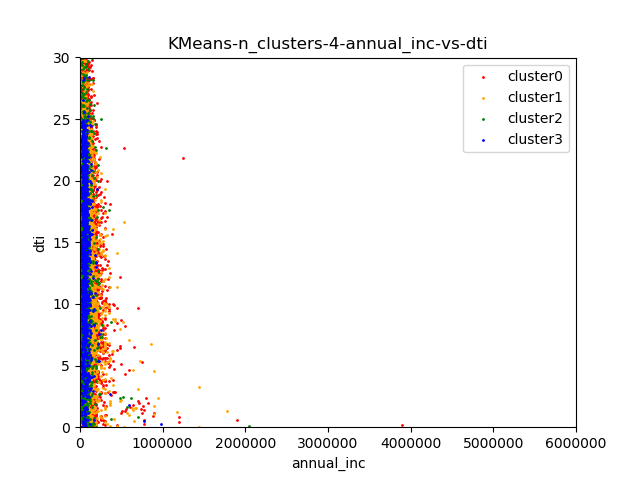 KMeans-n_clusters-4-annual_inc-vs-dti
30
25
20
15
10
5
0
dti
cluster0
cluster1
cluster2
cluster3
0 1000000 2000000 3000000 4000000 5000000 6000000
annual_inc